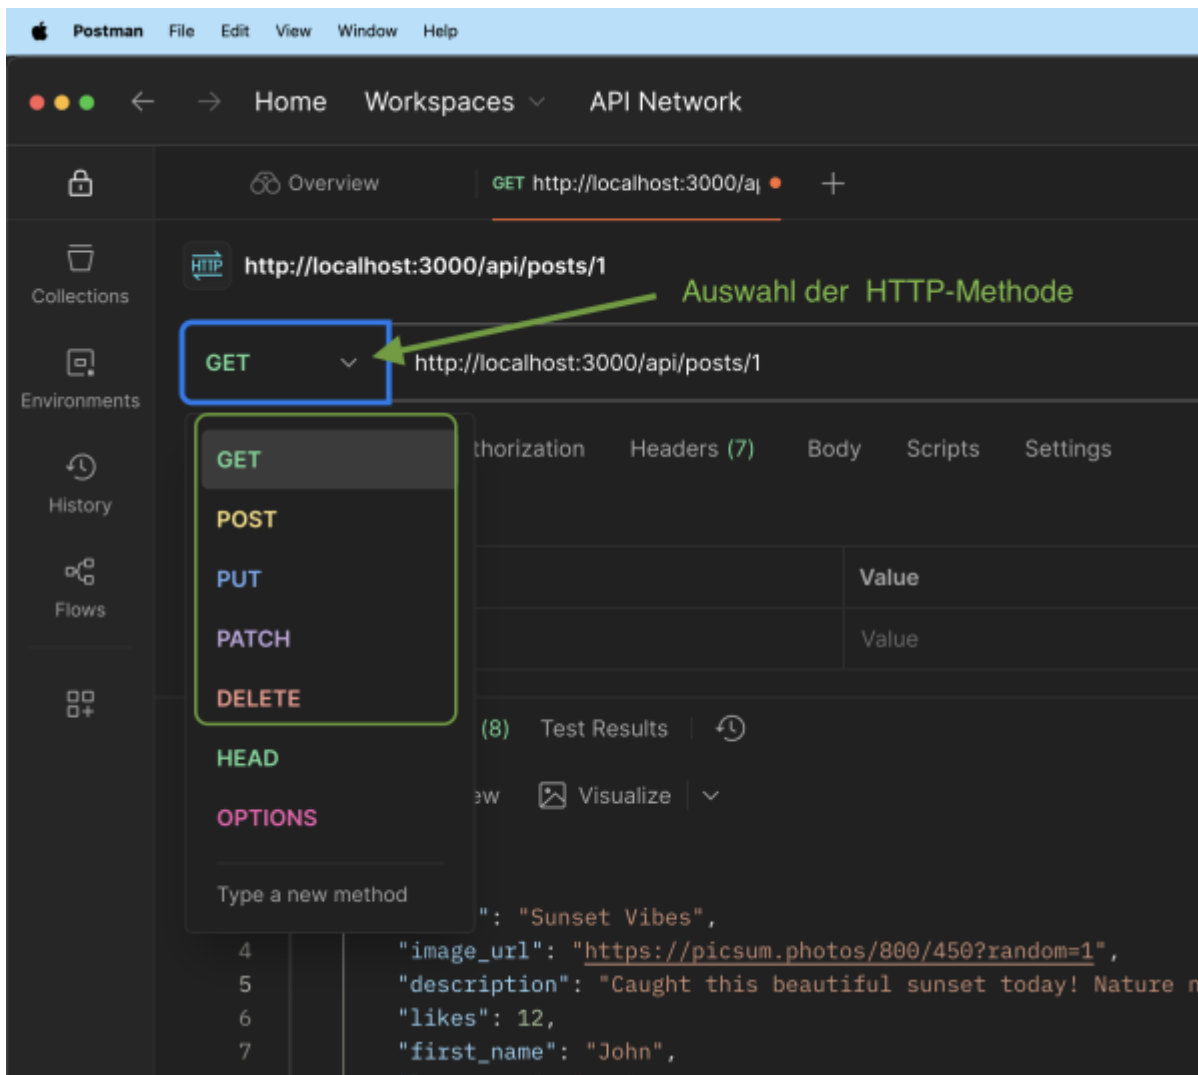 Postman File Edit View Window Help
Home Workspaces API Network
Overview GET http://localhost:3000/a +
HTTP http://localhost:3000/api/posts/1
Auswahl der HTTP-Methode
GET http://localhost:3000/api/posts/1
Collections
Environments
History
Flows
GET
POST
PUT
PATCH
DELETE
HEAD
OPTIONS
Type a new method
thorization Headers (7) Body Scripts Settings
Value
Value
(8) Test Results
ew Visualize
": "Sunset Vibes",
4 "image_url": "https://picsum.photos/800/450?random=1",
5 "description": "Caught this beautiful sunset today! Nature n
6 "likes": 12,
7 "first_name": "John",